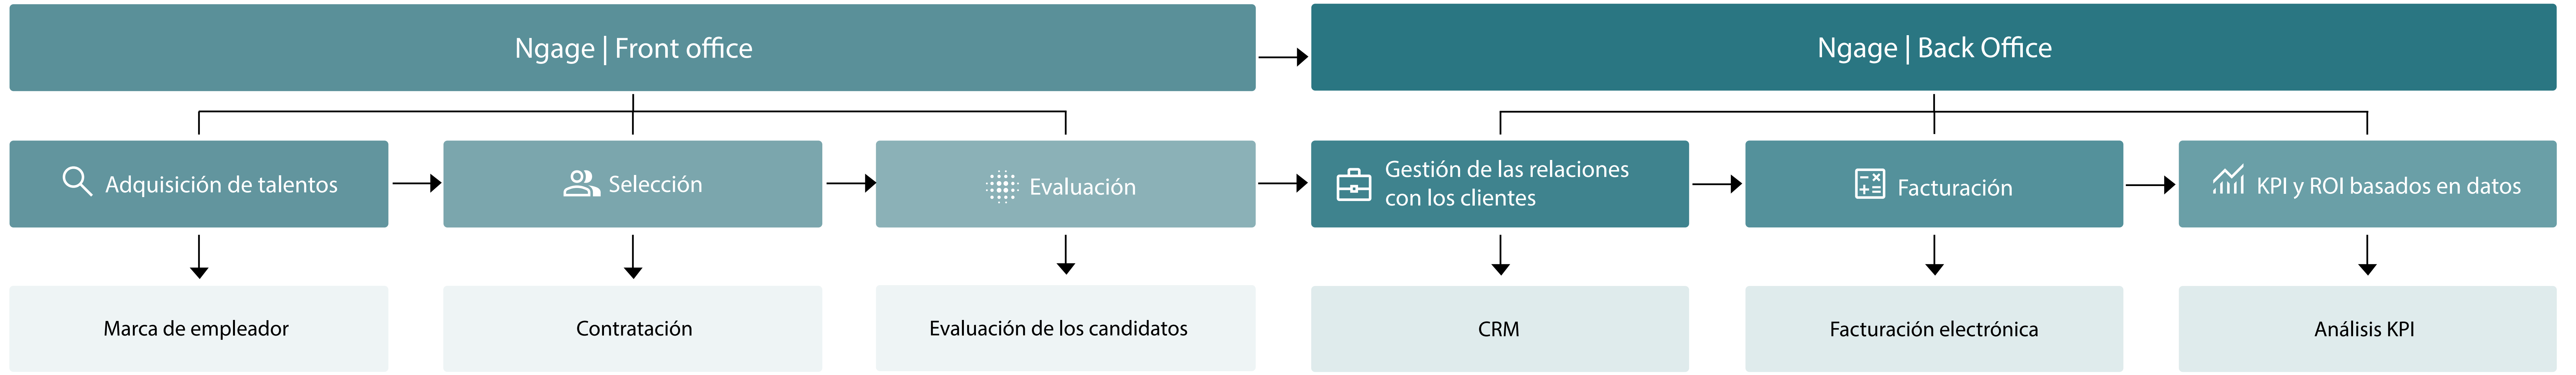 Ngage | Front office
Ngage | Back Office
Adquisición de talentos
Selección
Evaluación
Gestión de las relaciones
con los clientes
Facturación
KPI y ROI basados en datos
Marca de empleador
Contratación
Evaluación de los candidatos
CRM
Facturación electrónica
Análisis KPI